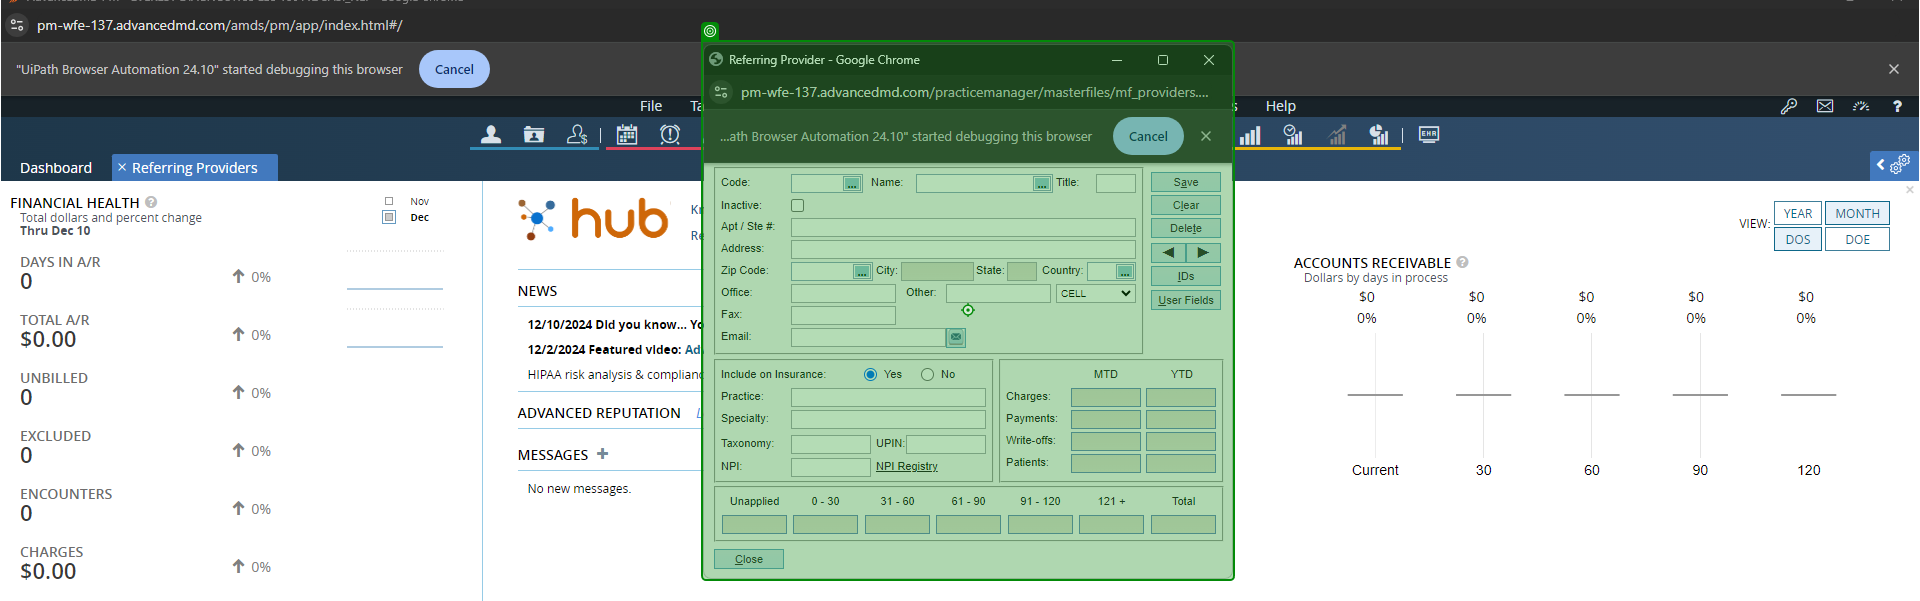 pm-wfe-137.advancedmd.com/amds/pm/app/index.html#/
"UiPath Browser Automation 24.10" started debugging this browser Cancel
File
Help
Dashboard
Referring Providers
EHR
FINANCIAL HEALTH
Total dollars and percent change
Thru Dec 10
Nov
Dec
DAYS IN A/R
0
0%
TOTAL A/R
$0.00
0%
UNBILLED
0
0%
EXCLUDED
0
0%
ENCOUNTERS
0
0%
CHARGES
$0.00
0%
hub
NEWS
12/10/2024 Did you know...
12/2/2024 Featured video:
HIPAA risk analysis &
ADVANCED REPUTATION
MESSAGES +
No new messages.
Referring Provider - Google Chrome
pm-wfe-137.advancedmd.com/practicemanager/masterfiles/mf_providers....
...ath Browser Automation 24.10" started debugging this browser Cancel
Code: ... Name: ... Title:
Inactive:
Apt / Ste #:
Address:
Zip Code: ... City: State: Country: ...
Office: Other: CELL
Fax:
Email:
Save
Clear
Delete
IDs
User Fields
Include on Insurance: Yes No
Practice:
Specialty:
Taxonomy: UPIN:
NPI: NPI Registry
MTD YTD
Charges:
Payments:
Write-offs:
Patients:
Unapplied 0 - 30 31 - 60 61 - 90 91 - 120 121 + Total
Close
VIEW: YEAR MONTH
DOS DOE
ACCOUNTS RECEIVABLE
Dollars by days in process
$0 $0 $0 $0 $0
0% 0% 0% 0% 0%
Current 30 60 90 120